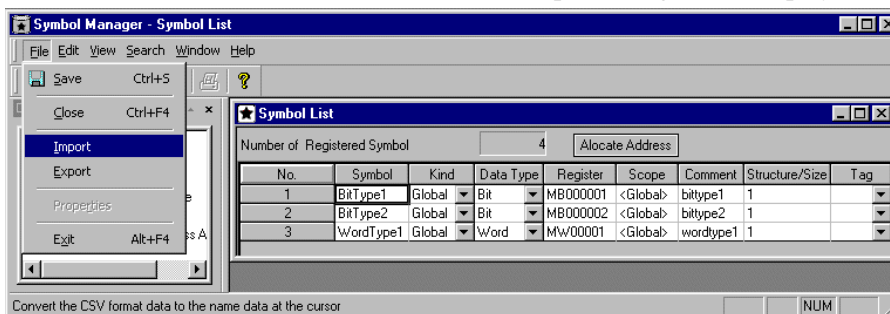 Symbol Manager - Symbol List
File Edit View Search Window Help
Save Ctrl+S
Close Ctrl+F4
Import
Export
Properties
Exit Alt+F4
Symbol List
Number of Registered Symbol 4 Alocate Address
No. Symbol Kind Data Type Register Scope Comment Structure/Size Tag
1 BitType1 Global Bit MB000001 <Global> bittype1 1
2 BitType2 Global Bit MB000002 <Global> bittype2 1
3 WordType1 Global Word MW00001 <Global> wordtype1 1
Convert the CSV format data to the name data at the cursor NUM